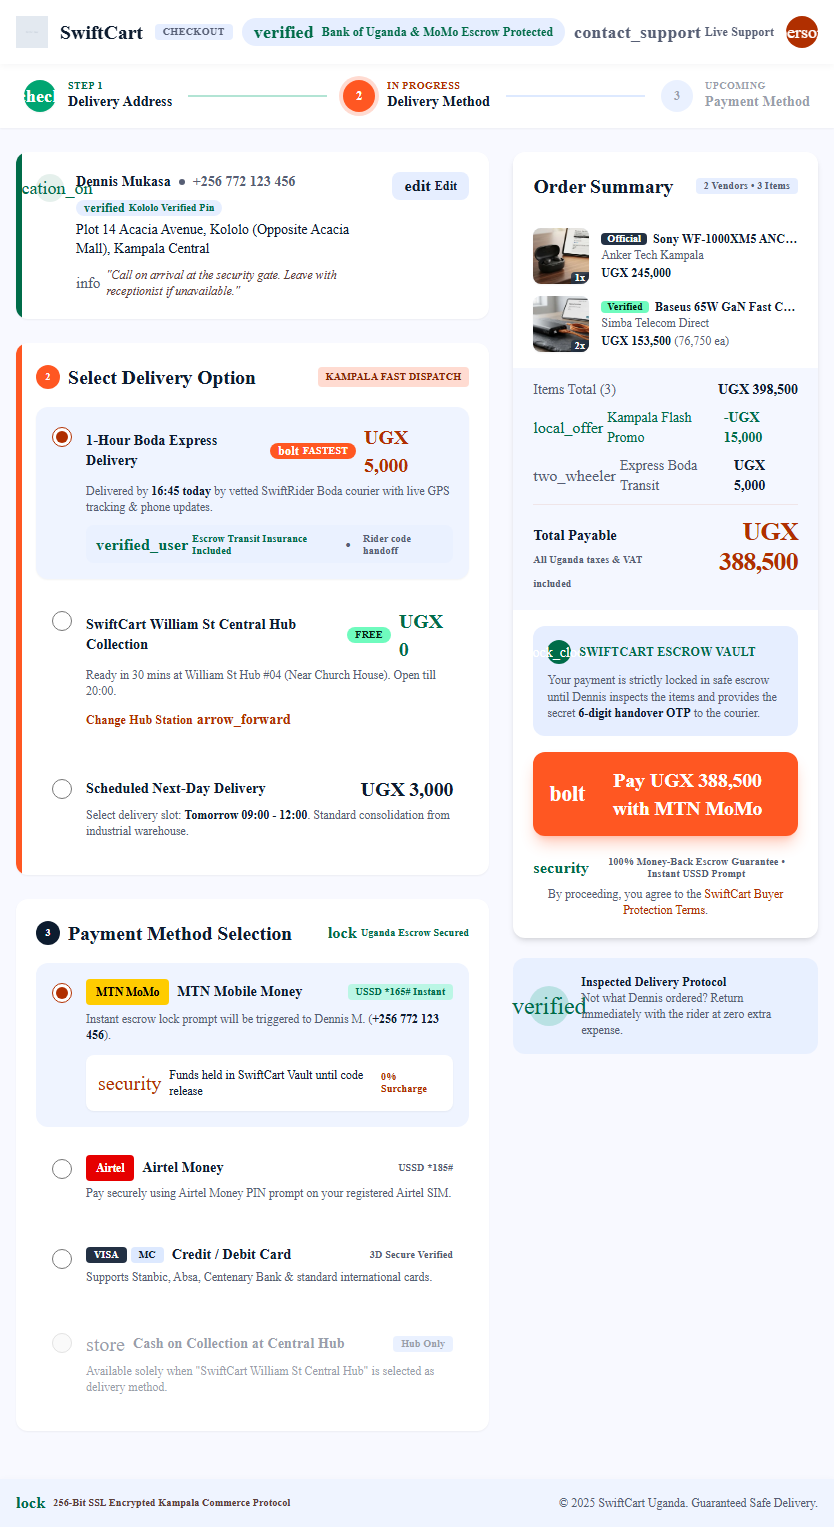 SwiftCart CHECKOUT verified Bank of Uganda & MoMo Escrow Protected contact_support Live Support
STEP 1
Delivery Address
2
IN PROGRESS
Delivery Method
3
UPCOMING
Payment Method
Dennis Mukasa • +256 772 123 456
edit Edit
verified Kololo Verified Pin
Plot 14 Acacia Avenue, Kololo (Opposite Acacia
Mall), Kampala Central
info "Call on arrival at the security gate. Leave with
receptionist if unavailable."
2 Select Delivery Option KAMPALA FAST DISPATCH
1-Hour Boda Express
Delivery
bolt FASTEST
UGX
5,000
Delivered by 16:45 today by vetted SwiftRider Boda courier with live GPS
tracking & phone updates.
verified_user Escrow Transit Insurance
Included
• Rider code
handoff
SwiftCart William St Central Hub
Collection
FREE
UGX
0
Ready in 30 mins at William St Hub #04 (Near Church House). Open till
20:00.
Change Hub Station arrow_forward
Scheduled Next-Day Delivery UGX 3,000
Select delivery slot: Tomorrow 09:00 - 12:00. Standard consolidation from
industrial warehouse.
3 Payment Method Selection lock Uganda Escrow Secured
MTN MoMo MTN Mobile Money USSD *165# Instant
Instant escrow lock prompt will be triggered to Dennis M. (+256 772 123
456).
security Funds held in SwiftCart Vault until code
release
0%
Surcharge
Airtel Airtel Money USSD *185#
Pay securely using Airtel Money PIN prompt on your registered Airtel SIM.
VISA MC Credit / Debit Card 3D Secure Verified
Supports Stanbic, Absa, Centenary Bank & standard international cards.
store Cash on Collection at Central Hub Hub Only
Available solely when "SwiftCart William St Central Hub" is selected as
delivery method.
Order Summary 2 Vendors • 3 Items
1x
Official Sony WF-1000XM5 ANC...
Anker Tech Kampala
UGX 245,000
2x
Verified Baseus 65W GaN Fast C...
Simba Telecom Direct
UGX 153,500 (76,750 ea)
Items Total (3) UGX 398,500
local_offer Kampala Flash
Promo
-UGX
15,000
two_wheeler Express Boda
Transit
UGX
5,000
Total Payable
All Uganda taxes & VAT
included
UGX
388,500
SWIFTCART ESCROW VAULT
Your payment is strictly locked in safe escrow
until Dennis inspects the items and provides the
secret 6-digit handover OTP to the courier.
bolt Pay UGX 388,500
with MTN MoMo
security 100% Money-Back Escrow Guarantee •
Instant USSD Prompt
By proceeding, you agree to the SwiftCart Buyer
Protection Terms.
verified
Inspected Delivery Protocol
Not what Dennis ordered? Return
immediately with the rider at zero extra
expense.
lock 256-Bit SSL Encrypted Kampala Commerce Protocol
© 2025 SwiftCart Uganda. Guaranteed Safe Delivery.